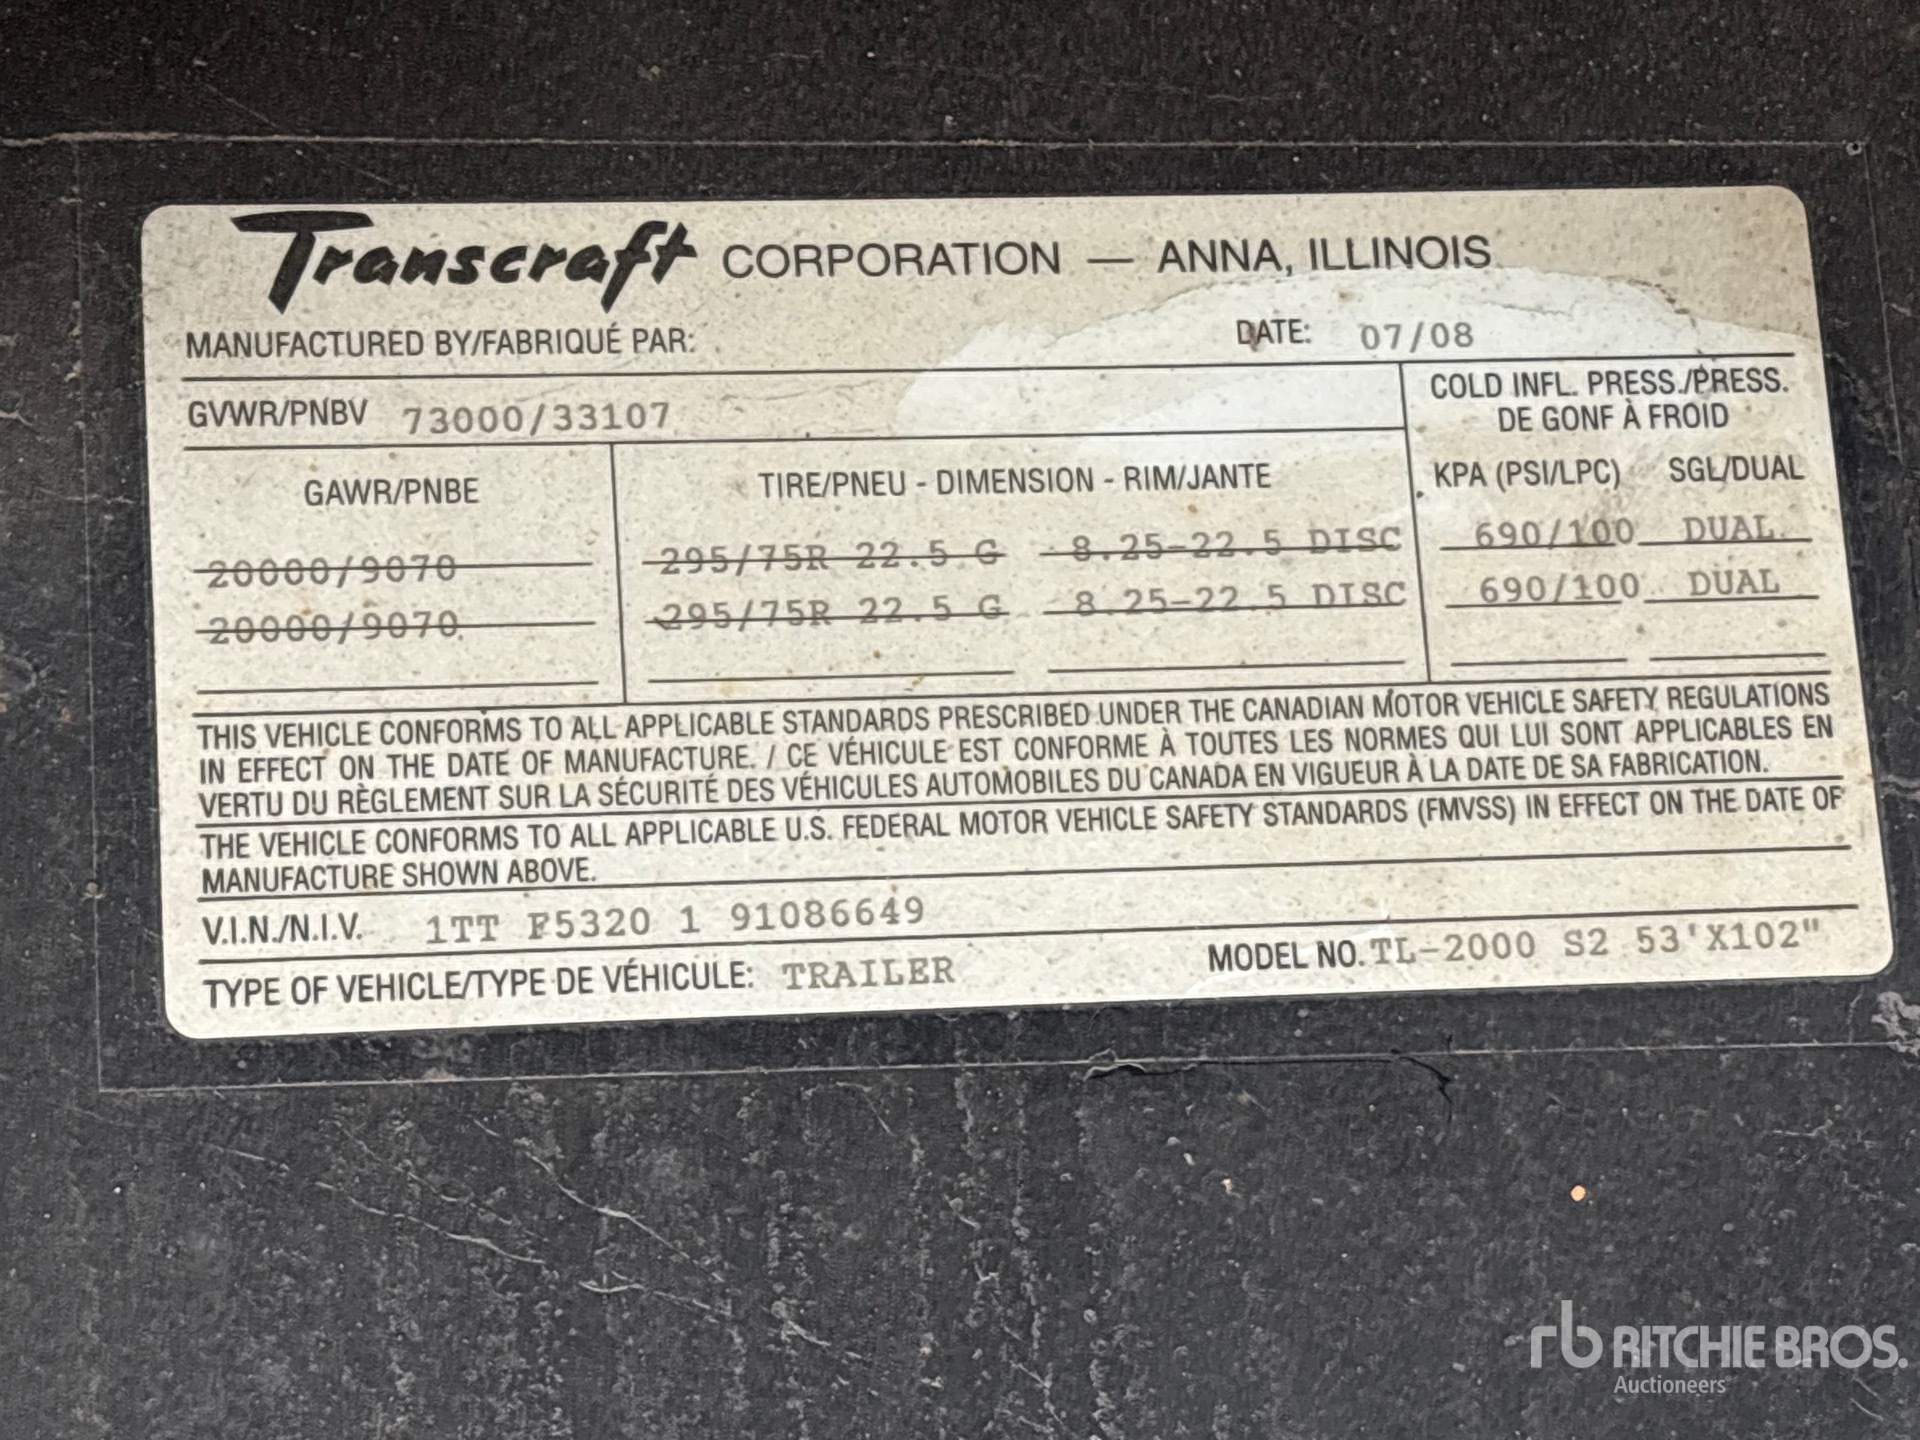 Transcraft CORPORATION — ANNA, ILLINOIS
MANUFACTURED BY/FABRIQUÉ PAR: DATE: 07/08
GVWR/PNBV 73000/33107
COLD INFL. PRESS./PRESS.
DE GONF À FROID
GAWR/PNBE TIRE/PNEU - DIMENSION - RIM/JANTE KPA (PSI/LPC) SGL/DUAL
20000/9070 295/75R 22.5 G 8.25-22.5 DISC 690/100 DUAL
20000/9070 295/75R 22.5 G 8.25-22.5 DISC 690/100 DUAL
THIS VEHICLE CONFORMS TO ALL APPLICABLE STANDARDS PRESCRIBED UNDER THE CANADIAN MOTOR VEHICLE SAFETY REGULATIONS
IN EFFECT ON THE DATE OF MANUFACTURE. / CE VÉHICULE EST CONFORME À TOUTES LES NORMES QUI LUI SONT APPLICABLES EN
VERTU DU RÈGLEMENT SUR LA SÉCURITÉ DES VÉHICULES AUTOMOBILES DU CANADA EN VIGUEUR À LA DATE DE SA FABRICATION.
THE VEHICLE CONFORMS TO ALL APPLICABLE U.S. FEDERAL MOTOR VEHICLE SAFETY STANDARDS (FMVSS) IN EFFECT ON THE DATE OF
MANUFACTURE SHOWN ABOVE.
V.I.N./N.I.V. 1TT F5320 1 91086649
TYPE OF VEHICLE/TYPE DE VÉHICULE: TRAILER MODEL NO. TL-2000 S2 53'X102"
rb RITCHIE BROS.
Auctioneers